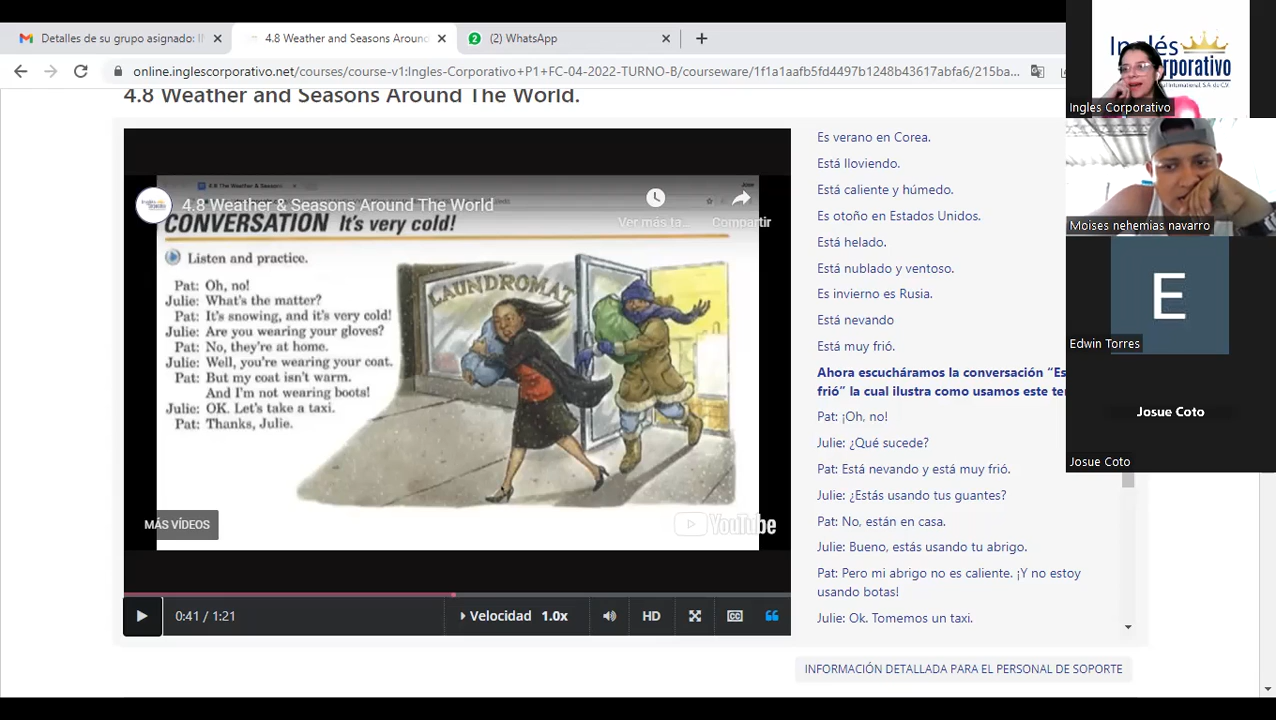 Detalles de su grupo asignado: I
4.8 Weather and Seasons Around
(2) WhatsApp
online.inglescorporativo.net/courses/course-v1:InglesCorporativo+P1+FC-04-2022-TURNO-B/courseware/1f1a1aafb5fd4497b1248b43617abfa6/215ba...
4.8 Weather and Seasons Around The World.
4.8 Weather & Seasons Around The World
Ver más ta...
Compartir
CONVERSATION It's very cold!
Listen and practice.
Pat: Oh, no!
Julie: What's the matter?
Pat: It's snowing, and it's very cold!
Julie: Are you wearing your gloves?
Pat: No, they're at home.
Julie: Well, you're wearing your coat.
Pat: But my coat isn't warm.
And I'm not wearing boots!
Julie: OK. Let's take a taxi.
Pat: Thanks, Julie.
LAUNDROMAT
MÁS VÍDEOS
YouTube
0:41 / 1:21
Velocidad 1.0x
HD
CC
Es verano en Corea.
Está lloviendo.
Está caliente y húmedo.
Es otoño en Estados Unidos.
Está helado.
Está nublado y ventoso.
Es invierno es Rusia.
Está nevando
Está muy frió.
Ahora escucháramos la conversación “Es
frió” la cual ilustra como usamos este te
Pat: ¡Oh, no!
Julie: ¿Qué sucede?
Pat: Está nevando y está muy frió.
Julie: ¿Estás usando tus guantes?
Pat: No, están en casa.
Julie: Bueno, estás usando tu abrigo.
Pat: Pero mi abrigo no es caliente. ¡Y no estoy
usando botas!
Julie: Ok. Tomemos un taxi.
INFORMACIÓN DETALLADA PARA EL PERSONAL DE SOPORTE
Inglés
Ingles Corporativo
Moises nehemias navarro
E
Edwin Torres
Josue Coto
Josue Coto